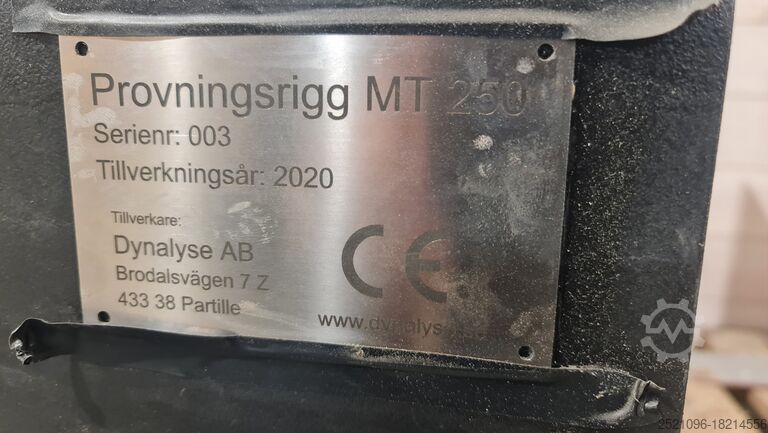 Provningsrigg MT 250
Serienr: 003
Tillverkningsår: 2020
Tillverkare:
Dynalyse AB
Brodalsvägen 7 Z
433 38 Partille
CE
2521096-18214556